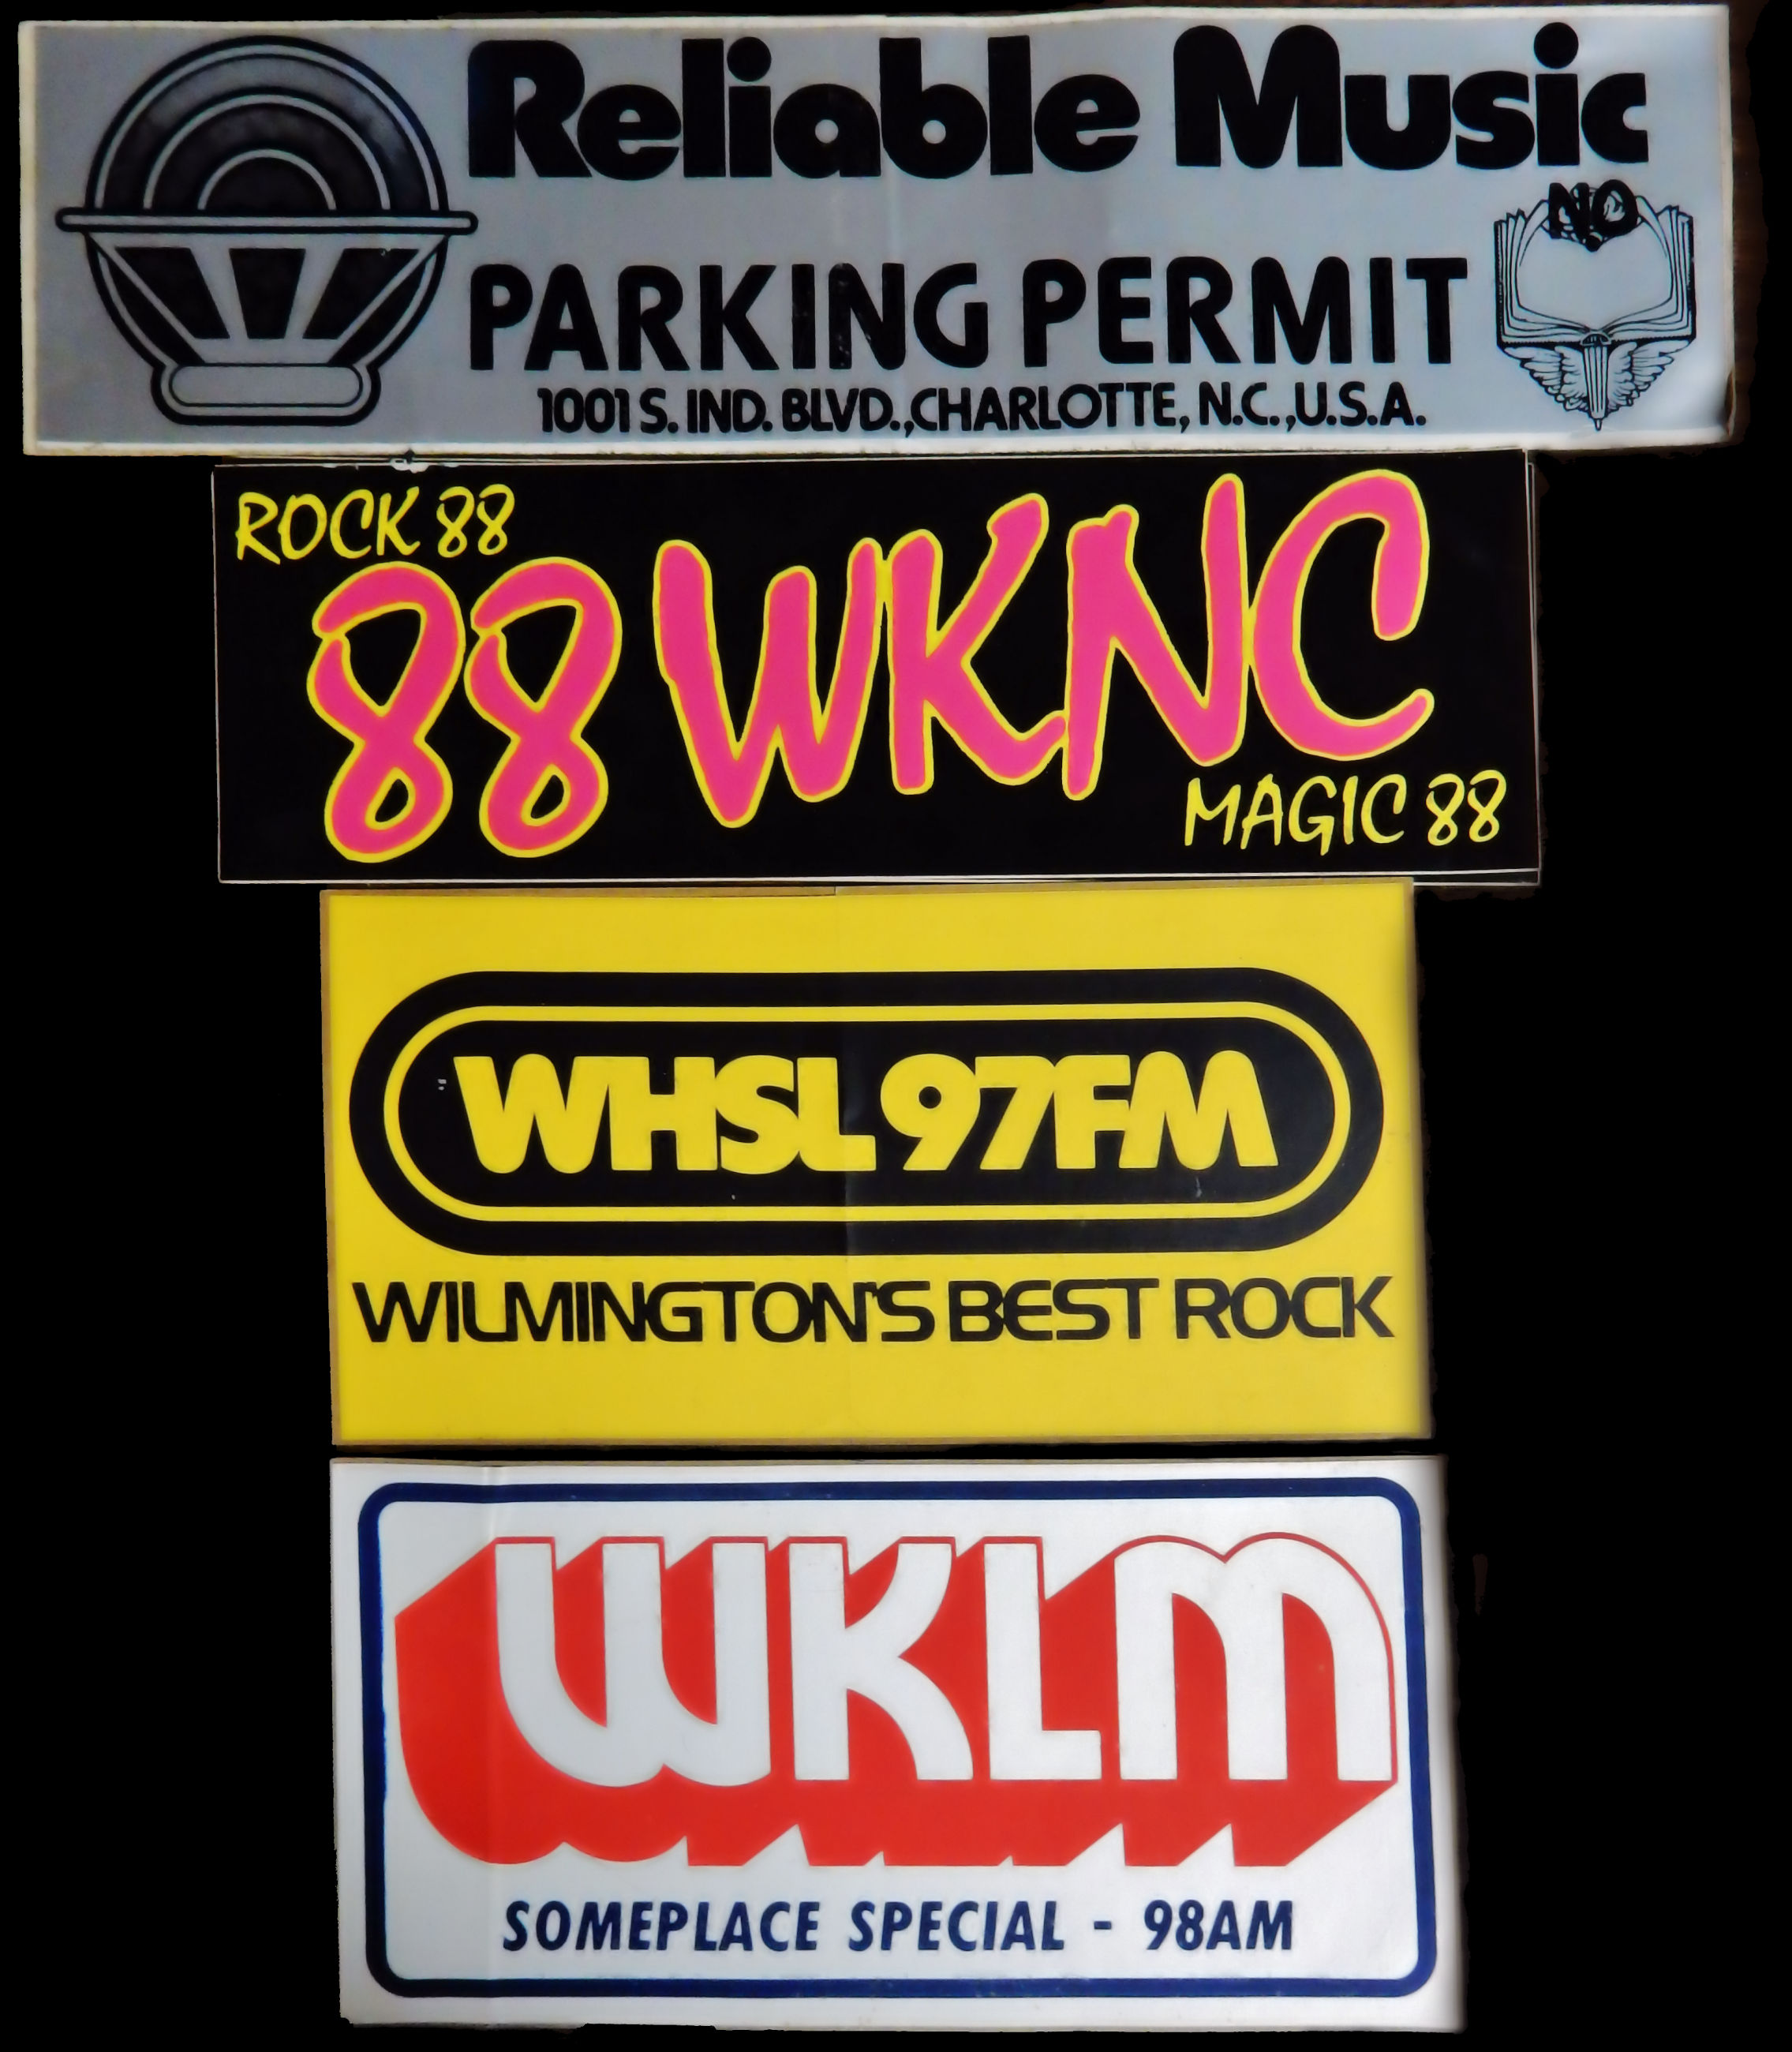 Reliable Music
NO
PARKING PERMIT
1001 S. IND. BLVD., CHARLOTTE, N.C., U.S.A.
ROCK 88
88 WKNC
MAGIC 88
WHSL 97FM
WILMINGTON'S BEST ROCK
WKLM
SOMEPLACE SPECIAL - 98AM